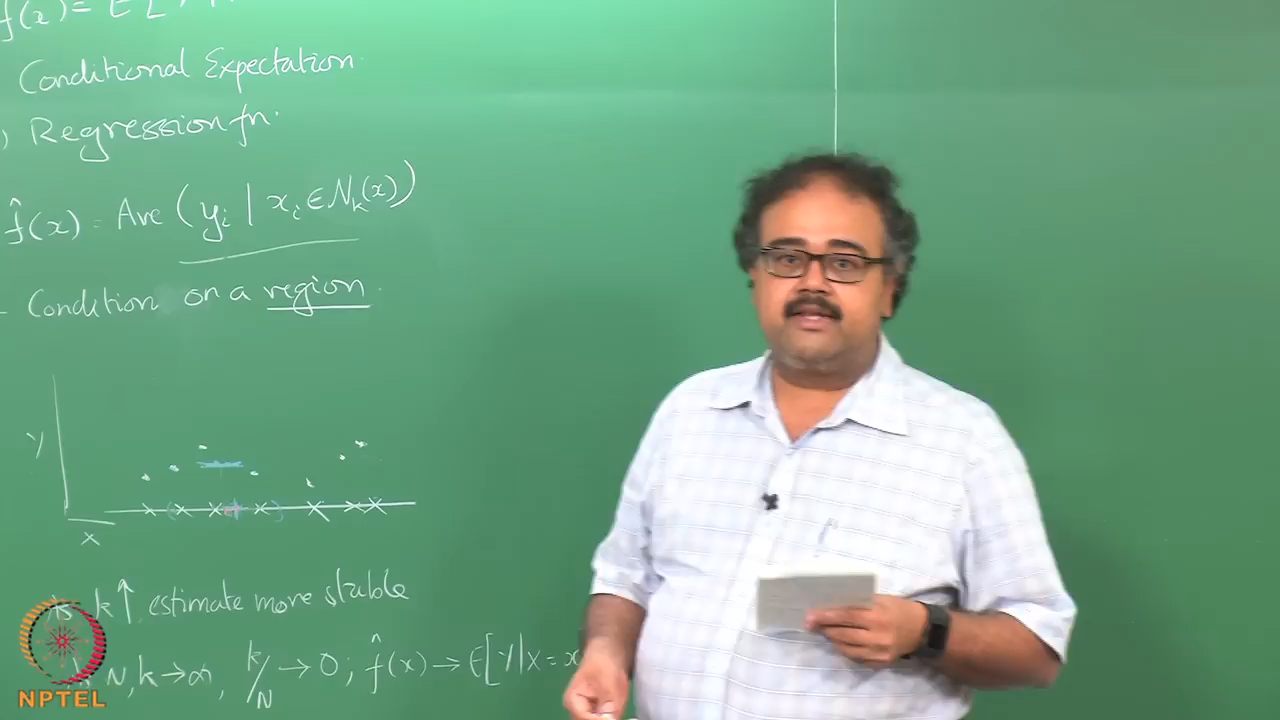 f(x) = E[
Conditional Expectation
) Regression fn.
f̂(x) = Ave (yᵢ | xᵢ ∈ Nₖ(x))
- Condition on a region.
Y
X
k ↑, estimate more stable
N, k → ∞, k/N → 0 ; f̂(x) → E[Y|X = x
NPTEL